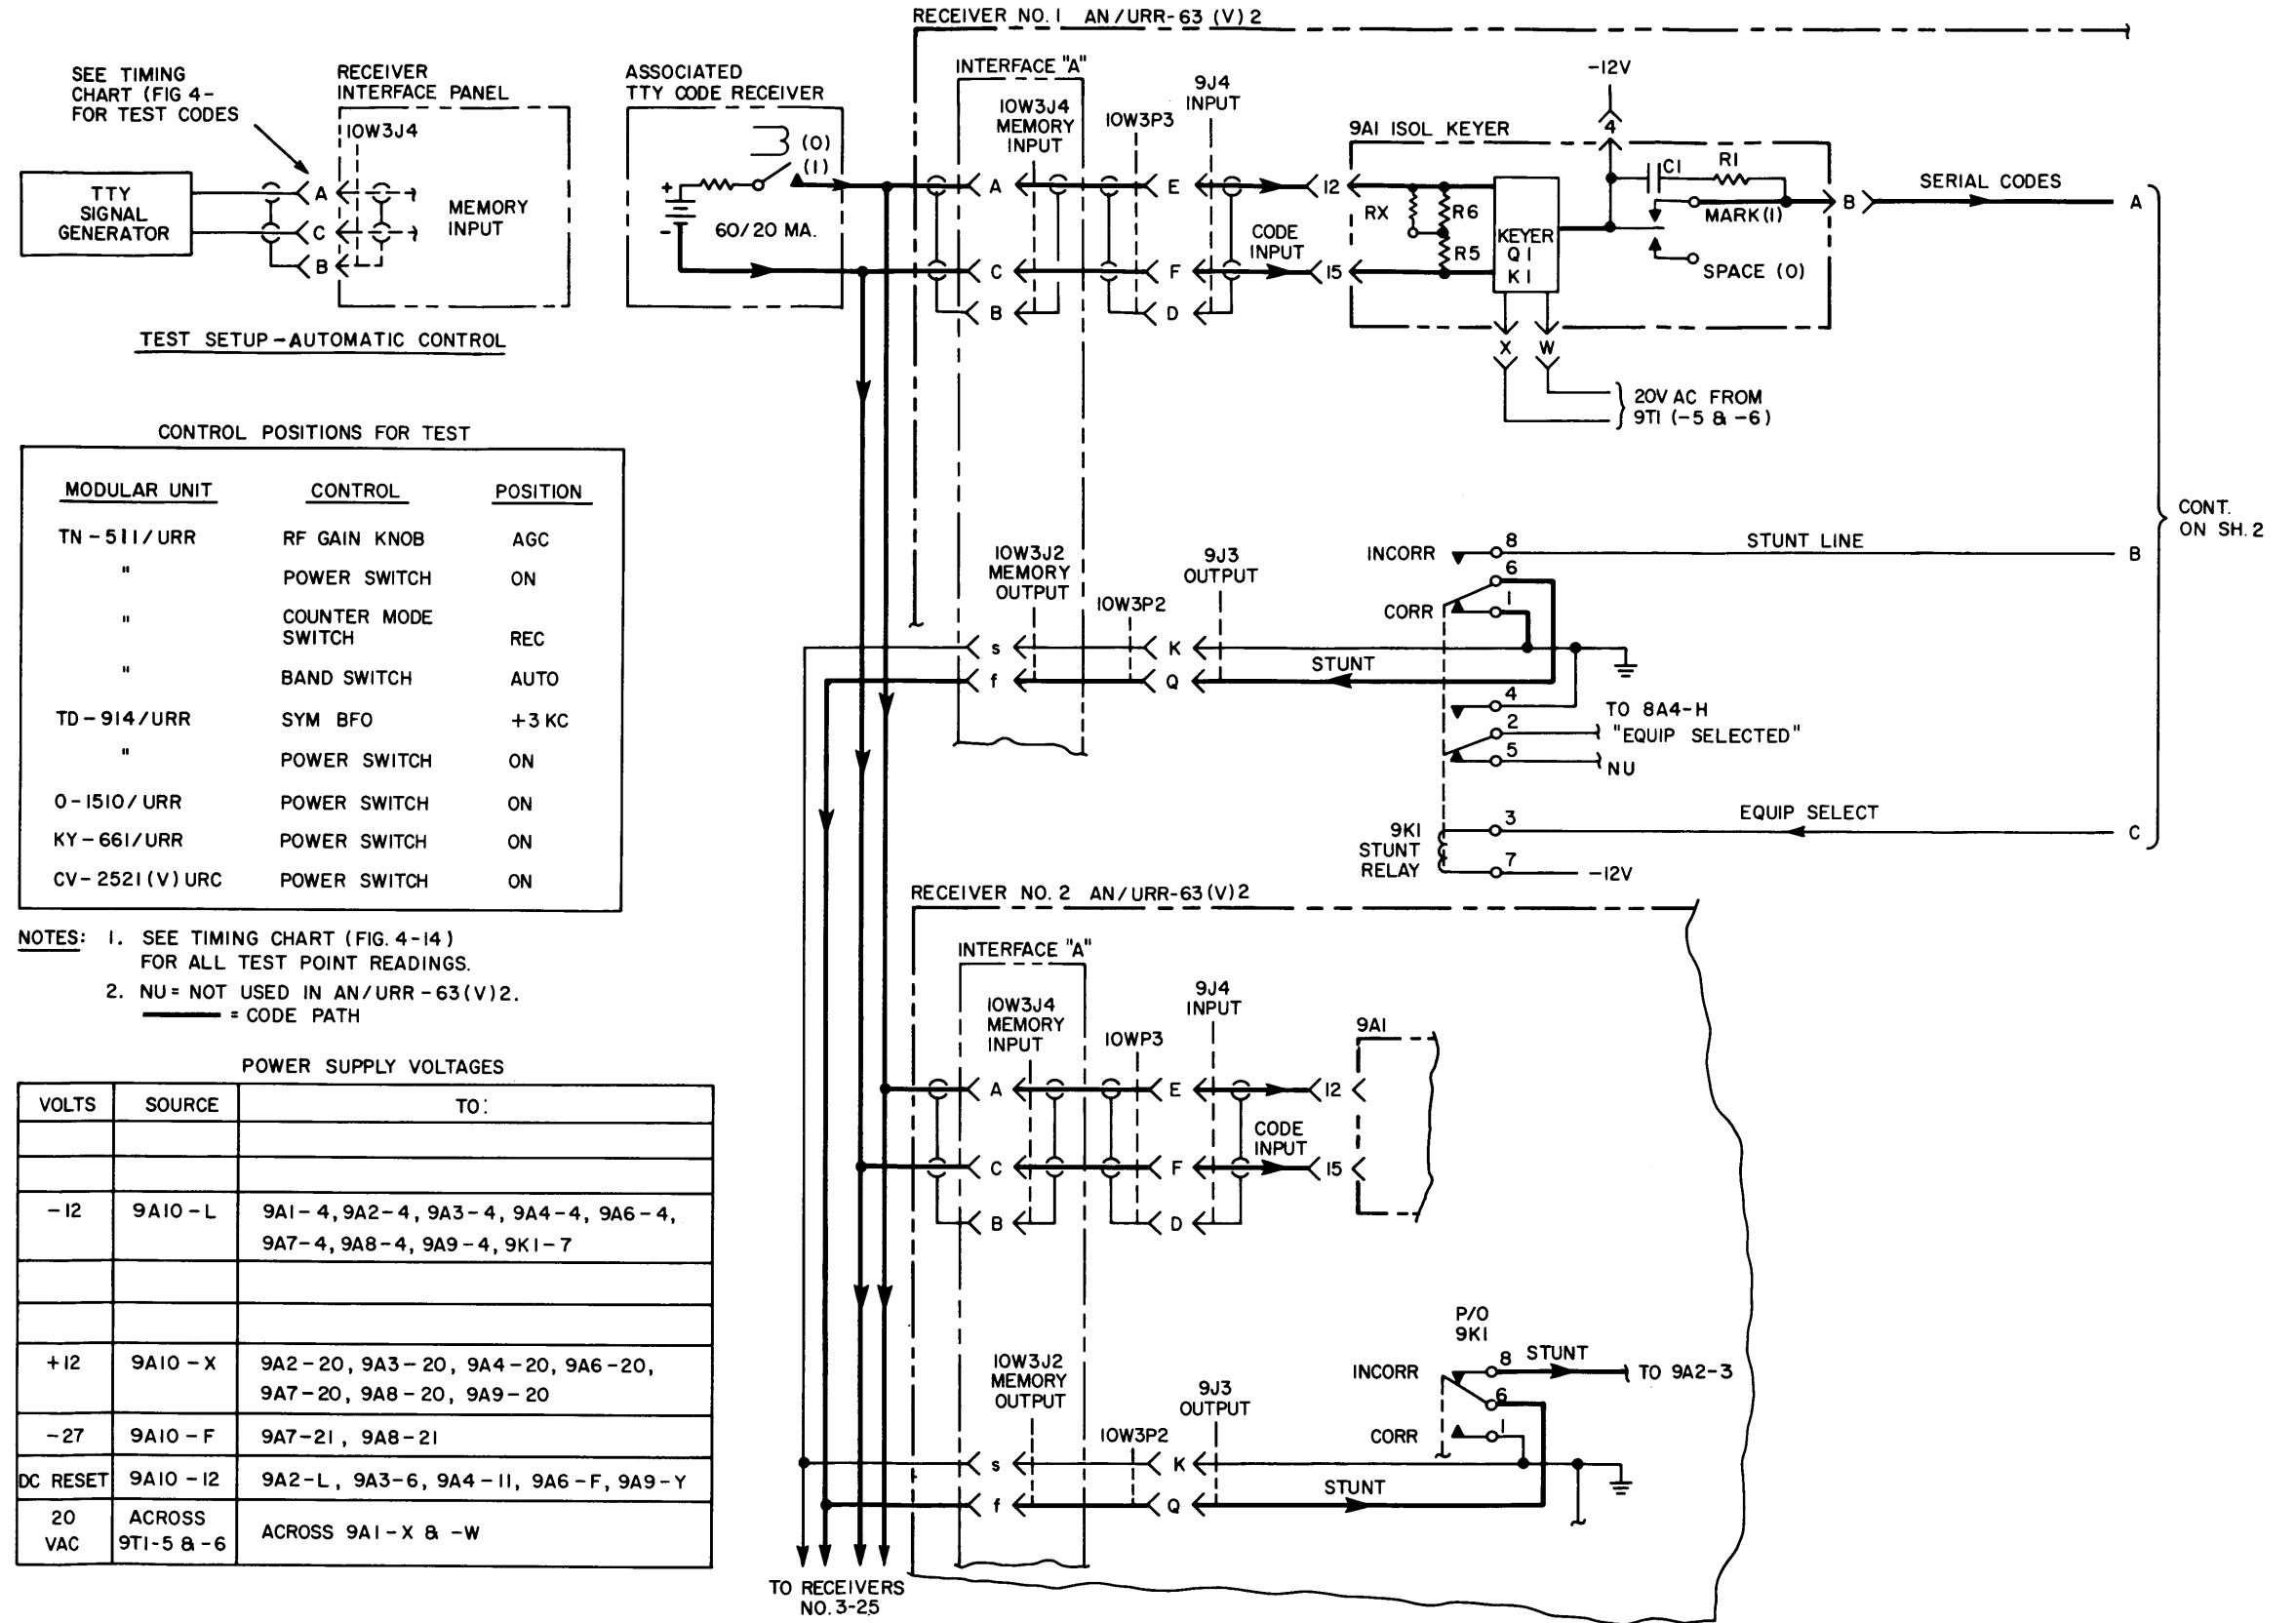 RECEIVER NO. 1 AN/URR-63 (V) 2
SEE TIMING
CHART (FIG 4-
FOR TEST CODES
RECEIVER
INTERFACE PANEL
10W3J4
TTY
SIGNAL
GENERATOR
A
C
B
MEMORY
INPUT
TEST SETUP-AUTOMATIC CONTROL
ASSOCIATED
TTY CODE RECEIVER
(0)
(1)
+
-
60/20 MA.
INTERFACE "A"
10W3J4
MEMORY
INPUT
10W3P3
9J4
INPUT
A
E
12
C
F
15
B
D
CODE
INPUT
9A1 ISOL KEYER
-12V
4
RX
R6
R5
KEYER
Q1
K1
C1
R1
MARK(1)
SPACE (0)
B
SERIAL CODES
A
X
W
20V AC FROM
9T1 (-5 & -6)
CONTROL POSITIONS FOR TEST
MODULAR UNIT CONTROL POSITION
TN-511/URR RF GAIN KNOB AGC
" POWER SWITCH ON
" COUNTER MODE
SWITCH REC
" BAND SWITCH AUTO
TD-914/URR SYM BFO +3 KC
" POWER SWITCH ON
O-1510/URR POWER SWITCH ON
KY-661/URR POWER SWITCH ON
CV-2521(V)URC POWER SWITCH ON
10W3J2
MEMORY
OUTPUT
10W3P2
9J3
OUTPUT
s
K
f
Q
STUNT
INCORR
8
STUNT LINE
B
6
CORR
1
4
2
5
TO 8A4-H
"EQUIP SELECTED"
NU
9K1
STUNT
RELAY
3
EQUIP SELECT
C
7
-12V
CONT.
ON SH. 2
NOTES: 1. SEE TIMING CHART (FIG. 4-14)
FOR ALL TEST POINT READINGS.
2. NU= NOT USED IN AN/URR-63(V)2.
= CODE PATH
POWER SUPPLY VOLTAGES
VOLTS SOURCE TO:
-12 9A10-L 9A1-4, 9A2-4, 9A3-4, 9A4-4, 9A6-4,
9A7-4, 9A8-4, 9A9-4, 9K1-7
+12 9A10-X 9A2-20, 9A3-20, 9A4-20, 9A6-20,
9A7-20, 9A8-20, 9A9-20
-27 9A10-F 9A7-21, 9A8-21
DC RESET 9A10-12 9A2-L, 9A3-6, 9A4-11, 9A6-F, 9A9-Y
20
VAC ACROSS
9T1-5 & -6 ACROSS 9A1-X & -W
RECEIVER NO. 2 AN/URR-63(V)2
INTERFACE "A"
10W3J4
MEMORY
INPUT
10WP3
9J4
INPUT
9A1
A
E
12
CODE
INPUT
C
F
15
B
D
10W3J2
MEMORY
OUTPUT
10W3P2
9J3
OUTPUT
P/O
9K1
INCORR
8
STUNT
TO 9A2-3
6
CORR
1
s
K
f
Q
STUNT
TO RECEIVERS
NO. 3-25